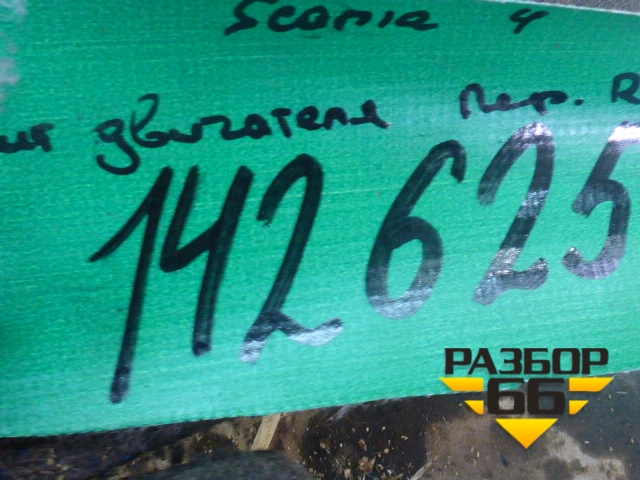 Scania 4
двигателя пер. R
142625
РАЗБОР
66